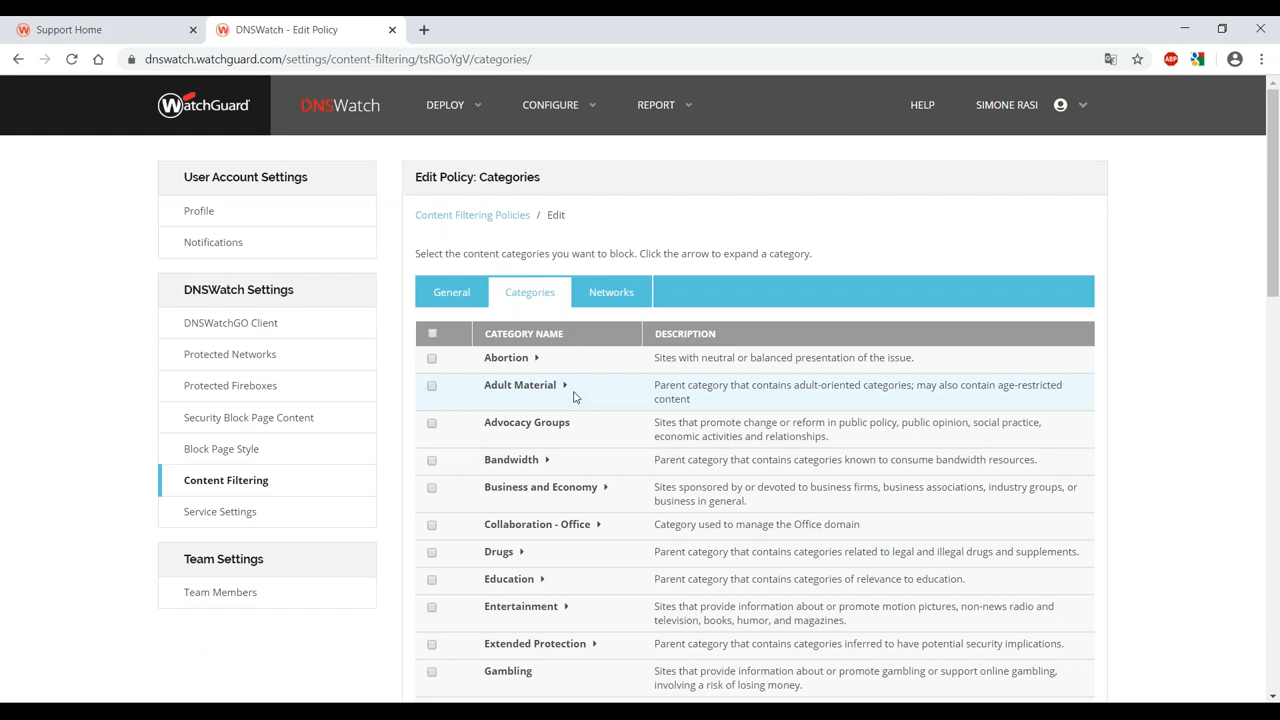 Support Home
DNSWatch - Edit Policy
dnswatch.watchguard.com/settings/content-filtering/tsRGoYgW/categories/
WatchGuard
DNSWatch
DEPLOY
CONFIGURE
REPORT
HELP
SIMONE RASI
User Account Settings
Profile
Notifications
DNSWatch Settings
DNSWatchGO Client
Protected Networks
Protected Fireboxes
Security Block Page Content
Block Page Style
Content Filtering
Service Settings
Team Settings
Team Members
Edit Policy: Categories
Content Filtering Policies / Edit
Select the content categories you want to block. Click the arrow to expand a category.
General
Categories
Networks
CATEGORY NAME
DESCRIPTION
Abortion
Sites with neutral or balanced presentation of the issue.
Adult Material
Parent category that contains adult-oriented categories; may also contain age-restricted
content
Advocacy Groups
Sites that promote change or reform in public policy, public opinion, social practice,
economic activities and relationships.
Bandwidth
Parent category that contains categories known to consume bandwidth resources.
Business and Economy
Sites sponsored by or devoted to business firms, business associations, industry groups, or
business in general.
Collaboration - Office
Category used to manage the Office domain
Drugs
Parent category that contains categories related to legal and illegal drugs and supplements.
Education
Parent category that contains categories of relevance to education.
Entertainment
Sites that provide information about or promote motion pictures, non-news radio and
television, books, humor, and magazines.
Extended Protection
Parent category that contains categories inferred to have potential security implications.
Gambling
Sites that provide information about or promote gambling or support online gambling,
involving a risk of losing money.